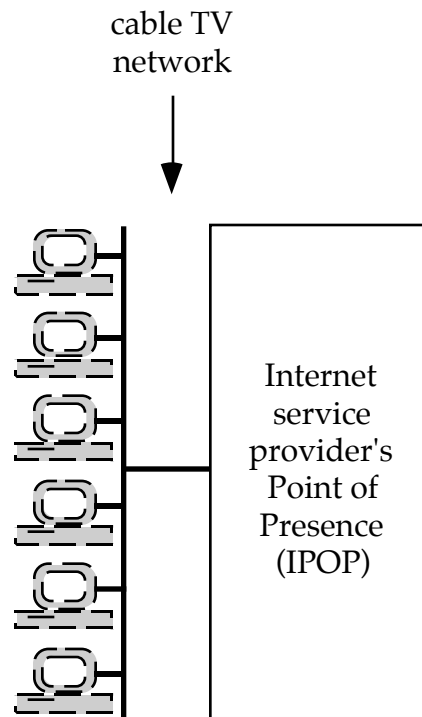 cable TV
network
Internet
service
provider's
Point of
Presence
(IPOP)